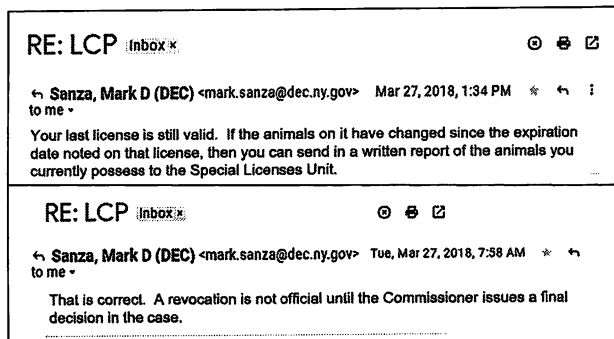 RE: LCP Inbox ×
Sanza, Mark D (DEC) <mark.sanza@dec.ny.gov> Mar 27, 2018, 1:34 PM
to me
Your last license is still valid. If the animals on it have changed since the expiration
date noted on that license, then you can send in a written report of the animals you
currently possess to the Special Licenses Unit.
RE: LCP Inbox ×
Sanza, Mark D (DEC) <mark.sanza@dec.ny.gov> Tue, Mar 27, 2018, 7:58 AM
to me
That is correct. A revocation is not official until the Commissioner issues a final
decision in the case.